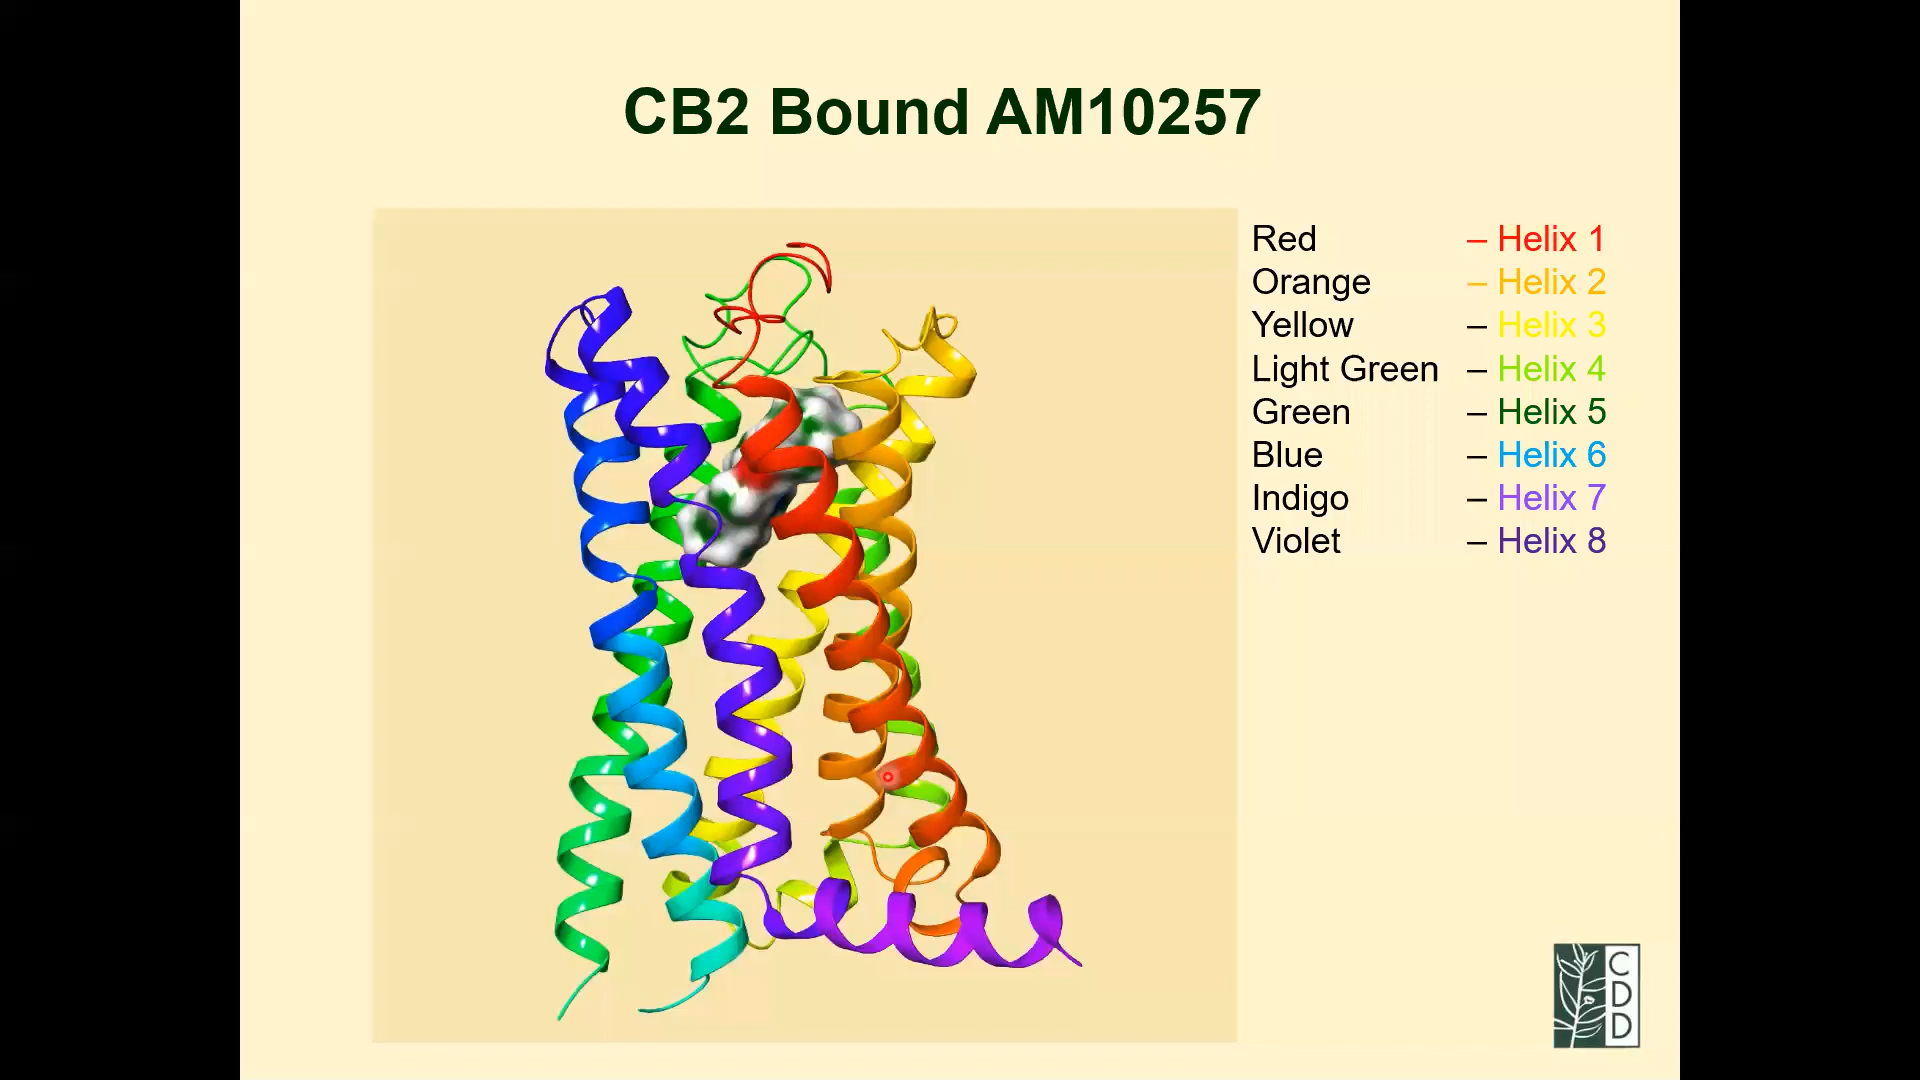 CB2 Bound AM10257
Red – Helix 1
Orange – Helix 2
Yellow – Helix 3
Light Green – Helix 4
Green – Helix 5
Blue – Helix 6
Indigo – Helix 7
Violet – Helix 8
C
D
D